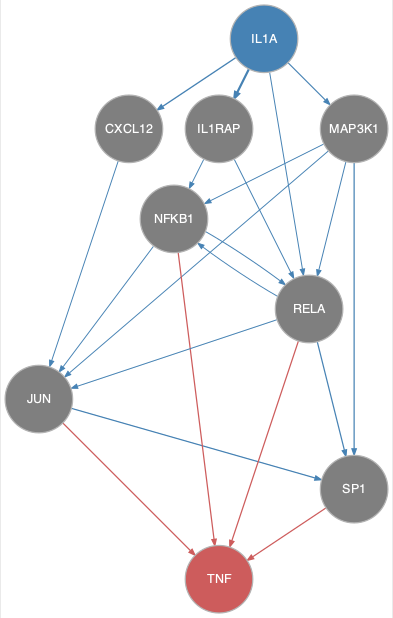 IL1A
CXCL12
IL1RAP
MAP3K1
NFKB1
RELA
JUN
SP1
TNF